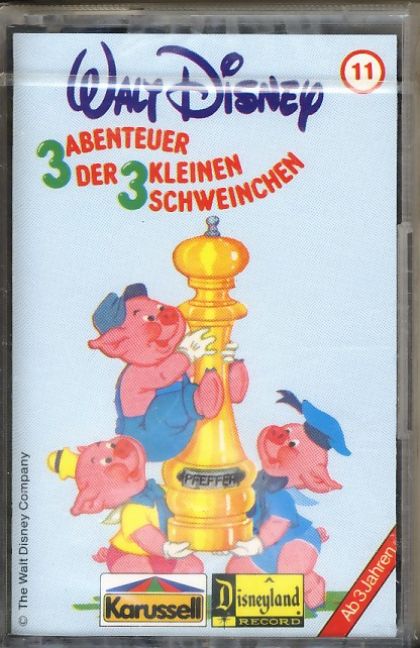 WALT DISNEY
11
3 ABENTEUER
DER 3 KLEINEN
SCHWEINCHEN
PFEFFER
© The Walt Disney Company
Karussell
Disneyland
RECORD
Ab 3 Jahren